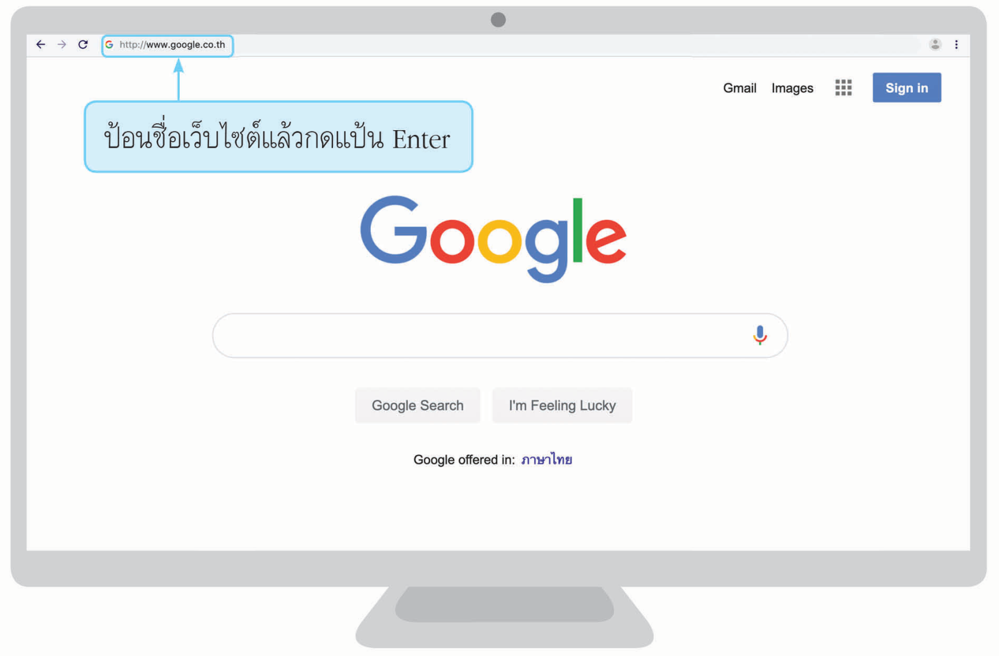 http://www.google.co.th
Gmail Images Sign in
ป้อนชื่อเว็บไซต์แล้วกดแป้น Enter
Google
Google Search I'm Feeling Lucky
Google offered in: ภาษาไทย